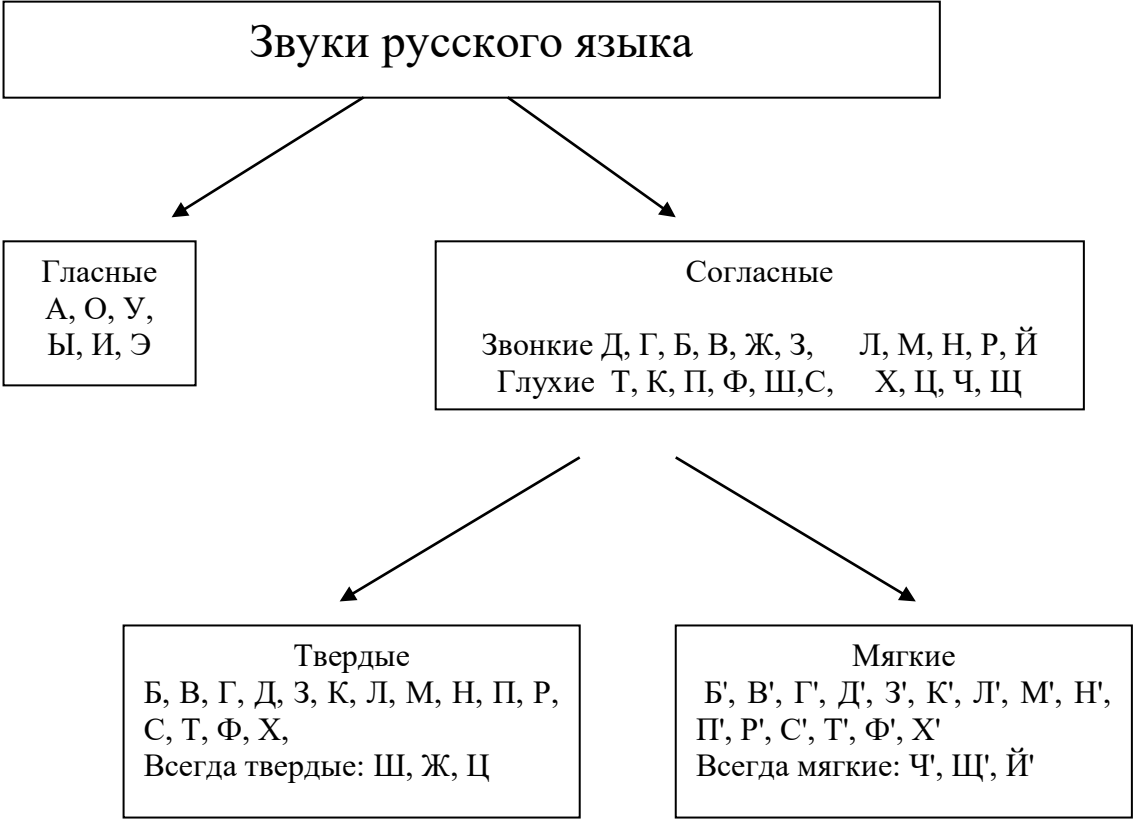 Звуки русского языка
Гласные
А, О, У,
Ы, И, Э
Согласные
Звонкие Д, Г, Б, В, Ж, З, Л, М, Н, Р, Й
Глухие Т, К, П, Ф, Ш,С, Х, Ц, Ч, Щ
Твердые
Б, В, Г, Д, З, К, Л, М, Н, П, Р,
С, Т, Ф, Х,
Всегда твердые: Ш, Ж, Ц
Мягкие
Б', В', Г', Д', З', К', Л', М', Н',
П', Р', С', Т', Ф', Х'
Всегда мягкие: Ч', Щ', Й'